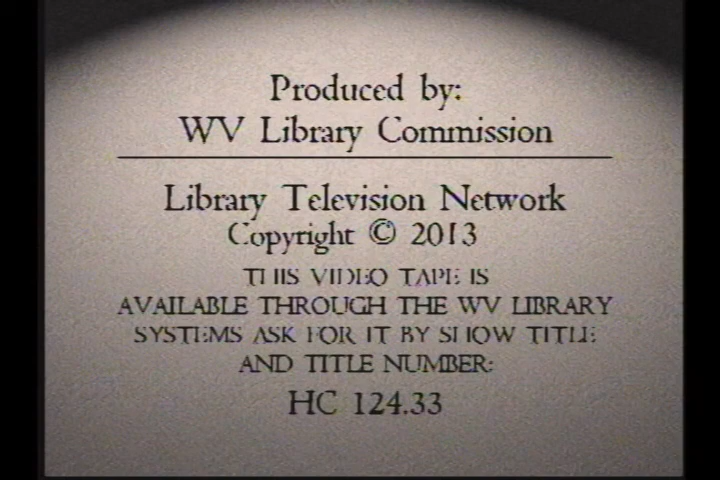 Produced by:
WV Library Commission
Library Television Network
Copyright © 2013
THIS VIDEO TAPE IS
AVAILABLE THROUGH THE WV LIBRARY
SYSTEMS ASK FOR IT BY SHOW TITLE
AND TITLE NUMBER:
HC 124.33